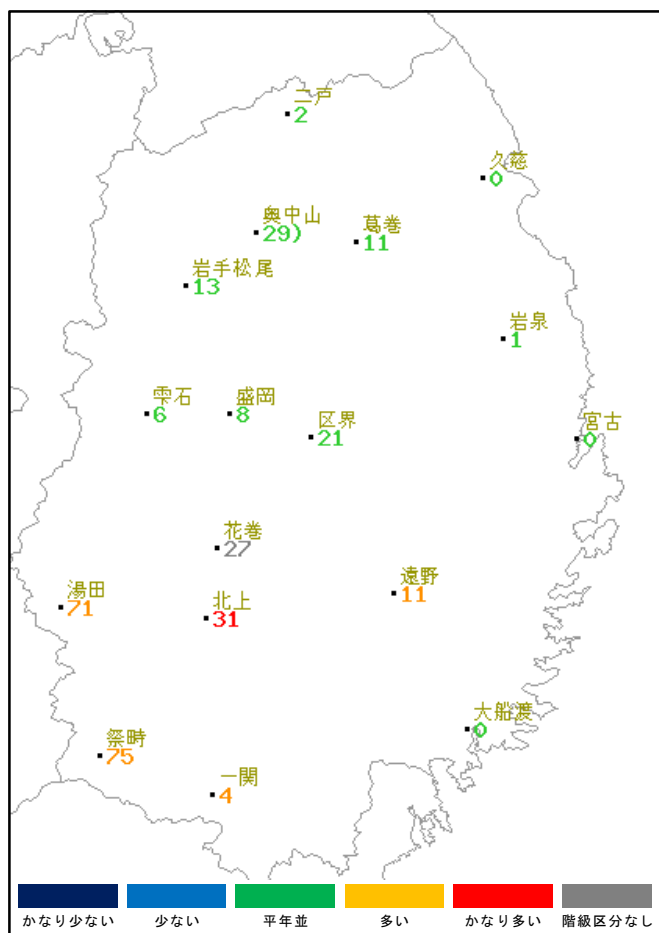 二戸
2
久慈
0
奥中山
29)
葛巻
11
岩手松尾
13
岩泉
1
雫石
6
盛岡
8
区界
21
宮古
0
花巻
27
湯田
71
北上
31
遠野
11
大船渡
0
祭畤
75
一関
4
かなり少ない 少ない 平年並 多い かなり多い 階級区分なし